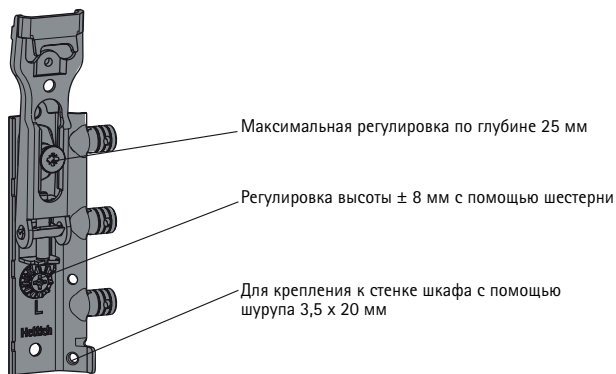 Максимальная регулировка по глубине 25 мм
Регулировка высоты ± 8 мм с помощью шестерни
Для крепления к стенке шкафа с помощью
шурупа 3,5 x 20 мм
L
Hettich